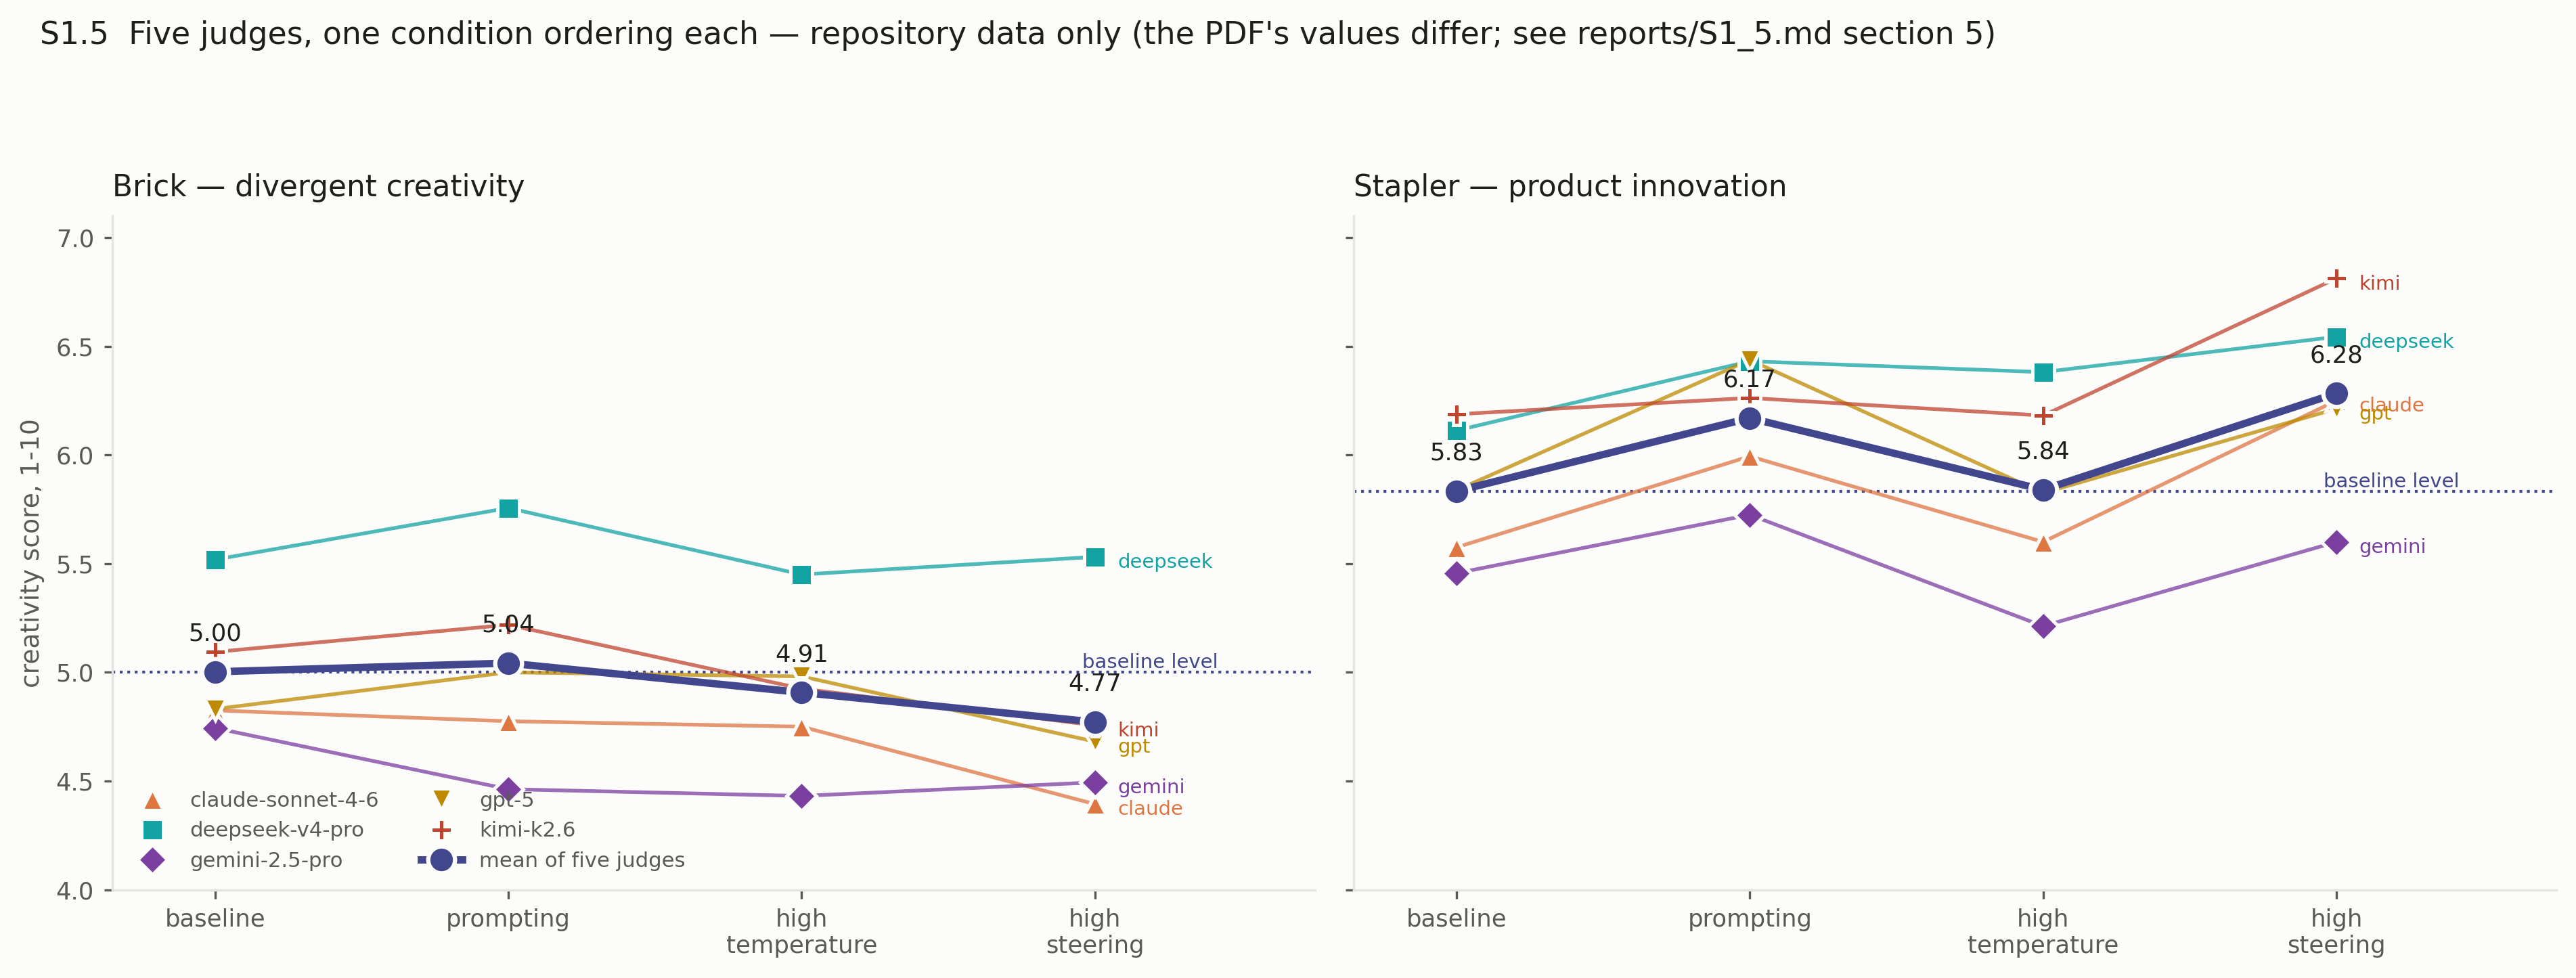 S1.5  Five judges, one condition ordering each — repository data only (the PDF's values differ; see reports/S1_5.md section 5)
Brick — divergent creativity
creativity score, 1-10
7.0
6.5
6.0
5.5
5.0
4.5
4.0
5.00
5.04
4.91
4.77
baseline level
deepseek
kimi
gpt
gemini
claude
claude-sonnet-4-6
deepseek-v4-pro
gemini-2.5-pro
gpt-5
kimi-k2.6
mean of five judges
baseline
prompting
high
temperature
high
steering
Stapler — product innovation
5.83
6.17
5.84
6.28
kimi
deepseek
claude
gpt
baseline level
gemini
baseline
prompting
high
temperature
high
steering